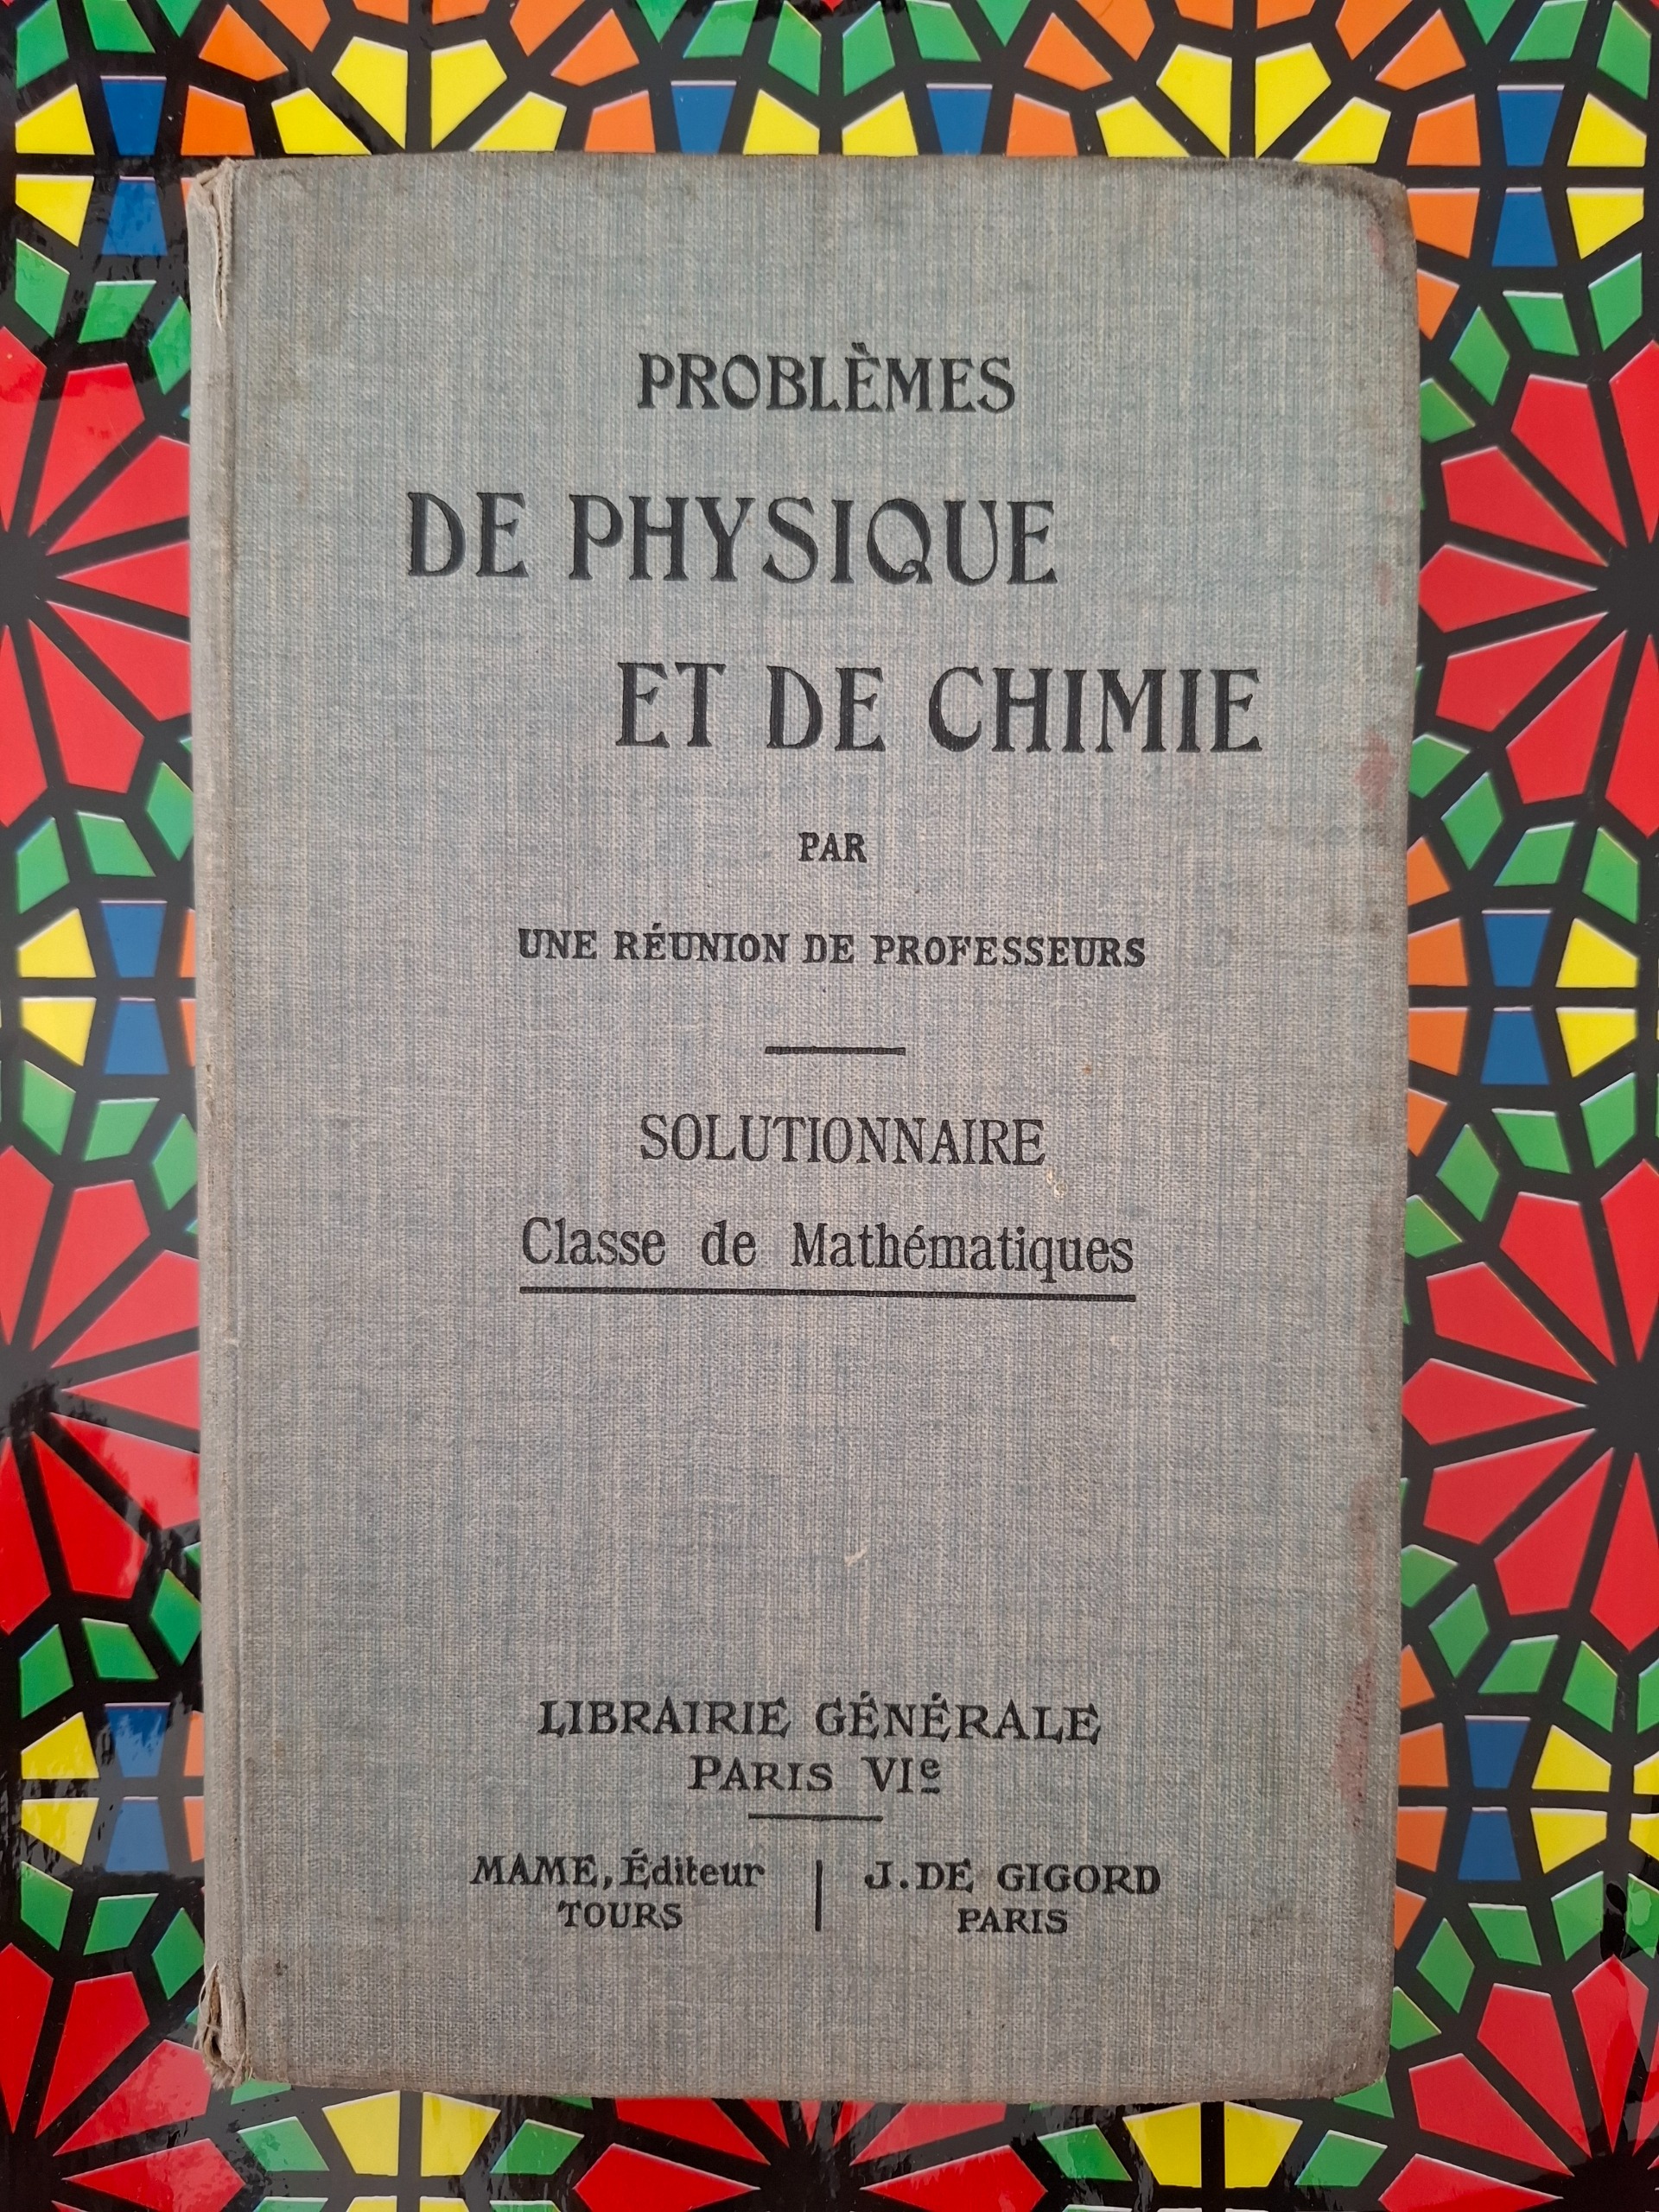 PROBLÈMES
DE PHYSIQUE
ET DE CHIMIE
PAR
UNE RÉUNION DE PROFESSEURS
SOLUTIONNAIRE
Classe de Mathématiques
LIBRAIRIE GÉNÉRALE
PARIS VIe
MAME, Éditeur
TOURS
J. DE GIGORD
PARIS